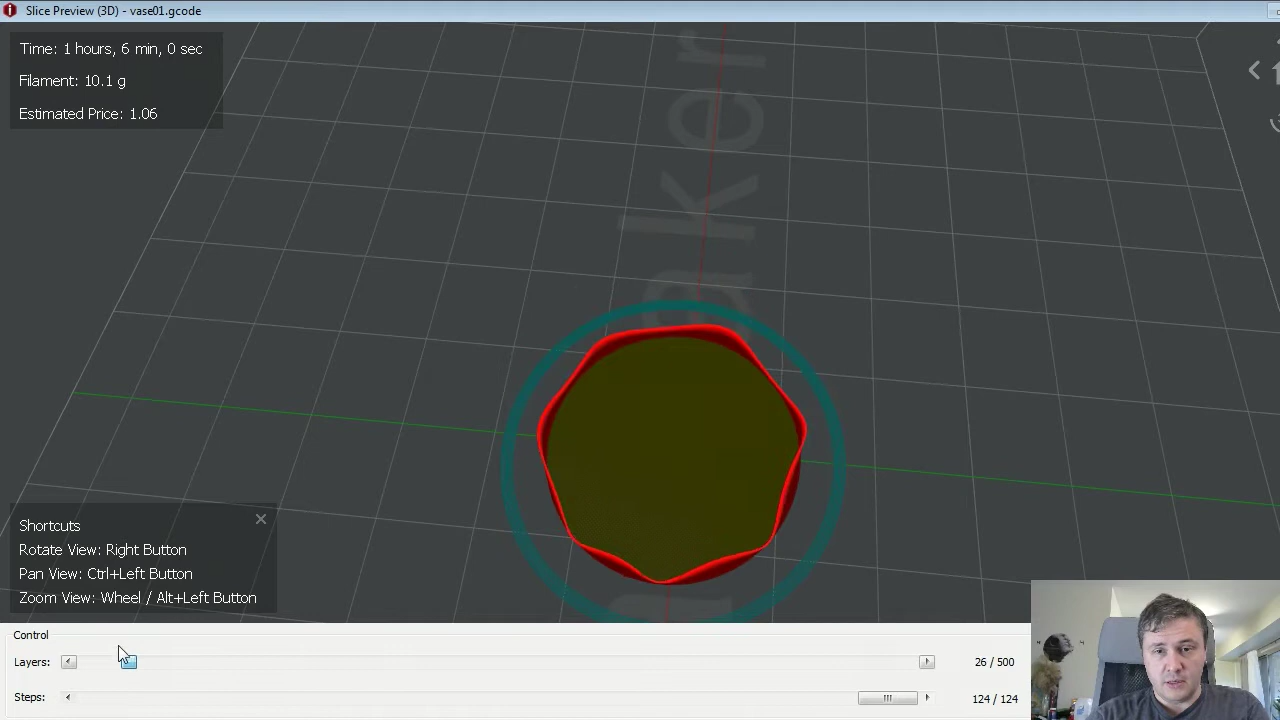 Slice Preview (3D) - vase01.gcode
Time: 1 hours, 6 min, 0 sec
Filament: 10.1 g
Estimated Price: 1.06
aker
Shortcuts
Rotate View: Right Button
Pan View: Ctrl+Left Button
Zoom View: Wheel / Alt+Left Button
Control
Layers:
26 / 500
Steps:
124 / 124